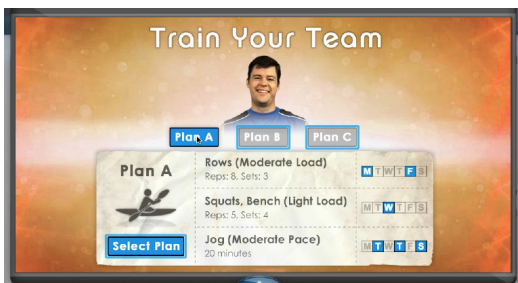 Train Your Team
Plan A
Plan B
Plan C
Plan A
Select Plan
Rows (Moderate Load)
Reps: 8, Sets: 3
M T W T F S
Squats, Bench (Light Load)
Reps: 5, Sets: 4
M T W T F S
Jog (Moderate Pace)
20 minutes
M T W T F S